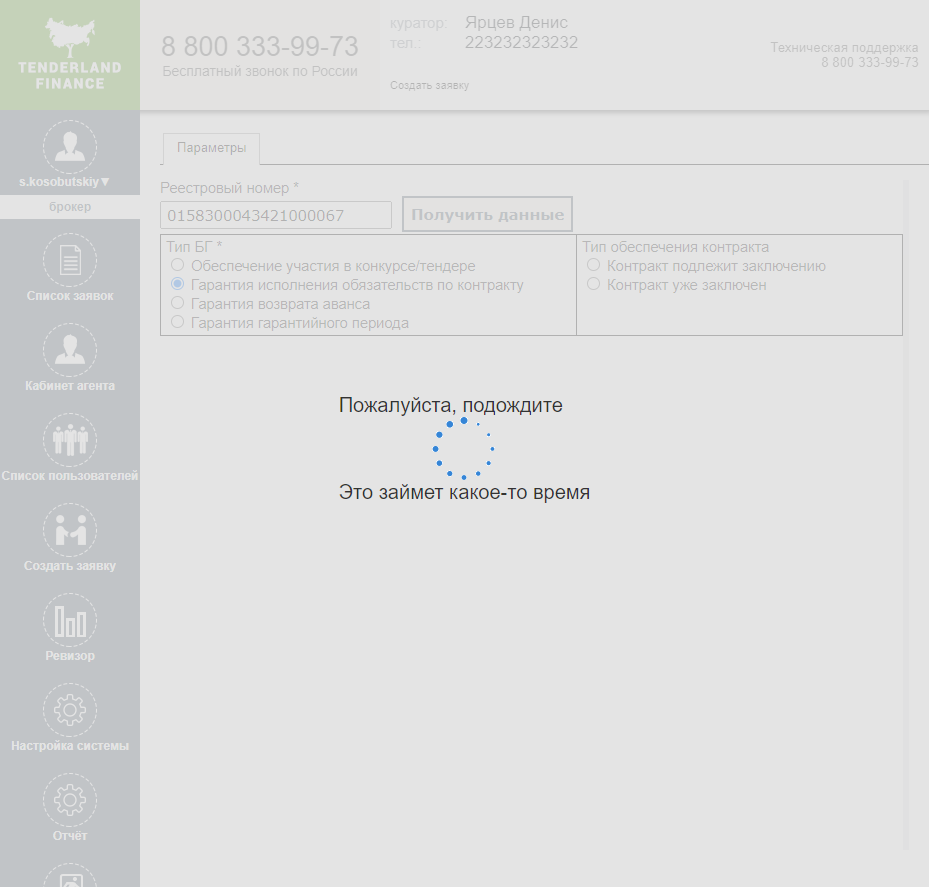 TENDERLAND
FINANCE
8 800 333-99-73
Бесплатный звонок по России
куратор: Ярцев Денис
тел.: 223232323232
Создать заявку
Техническая поддержка
8 800 333-99-73
s.kosobutskiy▼
брокер
Список заявок
Кабинет агента
Список пользователей
Создать заявку
Ревизор
Настройка системы
Отчёт
Параметры
Реестровый номер *
0158300043421000067 Получить данные
Тип БГ *
Обеспечение участия в конкурсе/тендере
Гарантия исполнения обязательств по контракту
Гарантия возврата аванса
Гарантия гарантийного периода
Тип обеспечения контракта
Контракт подлежит заключению
Контракт уже заключен
Пожалуйста, подождите
Это займет какое-то время